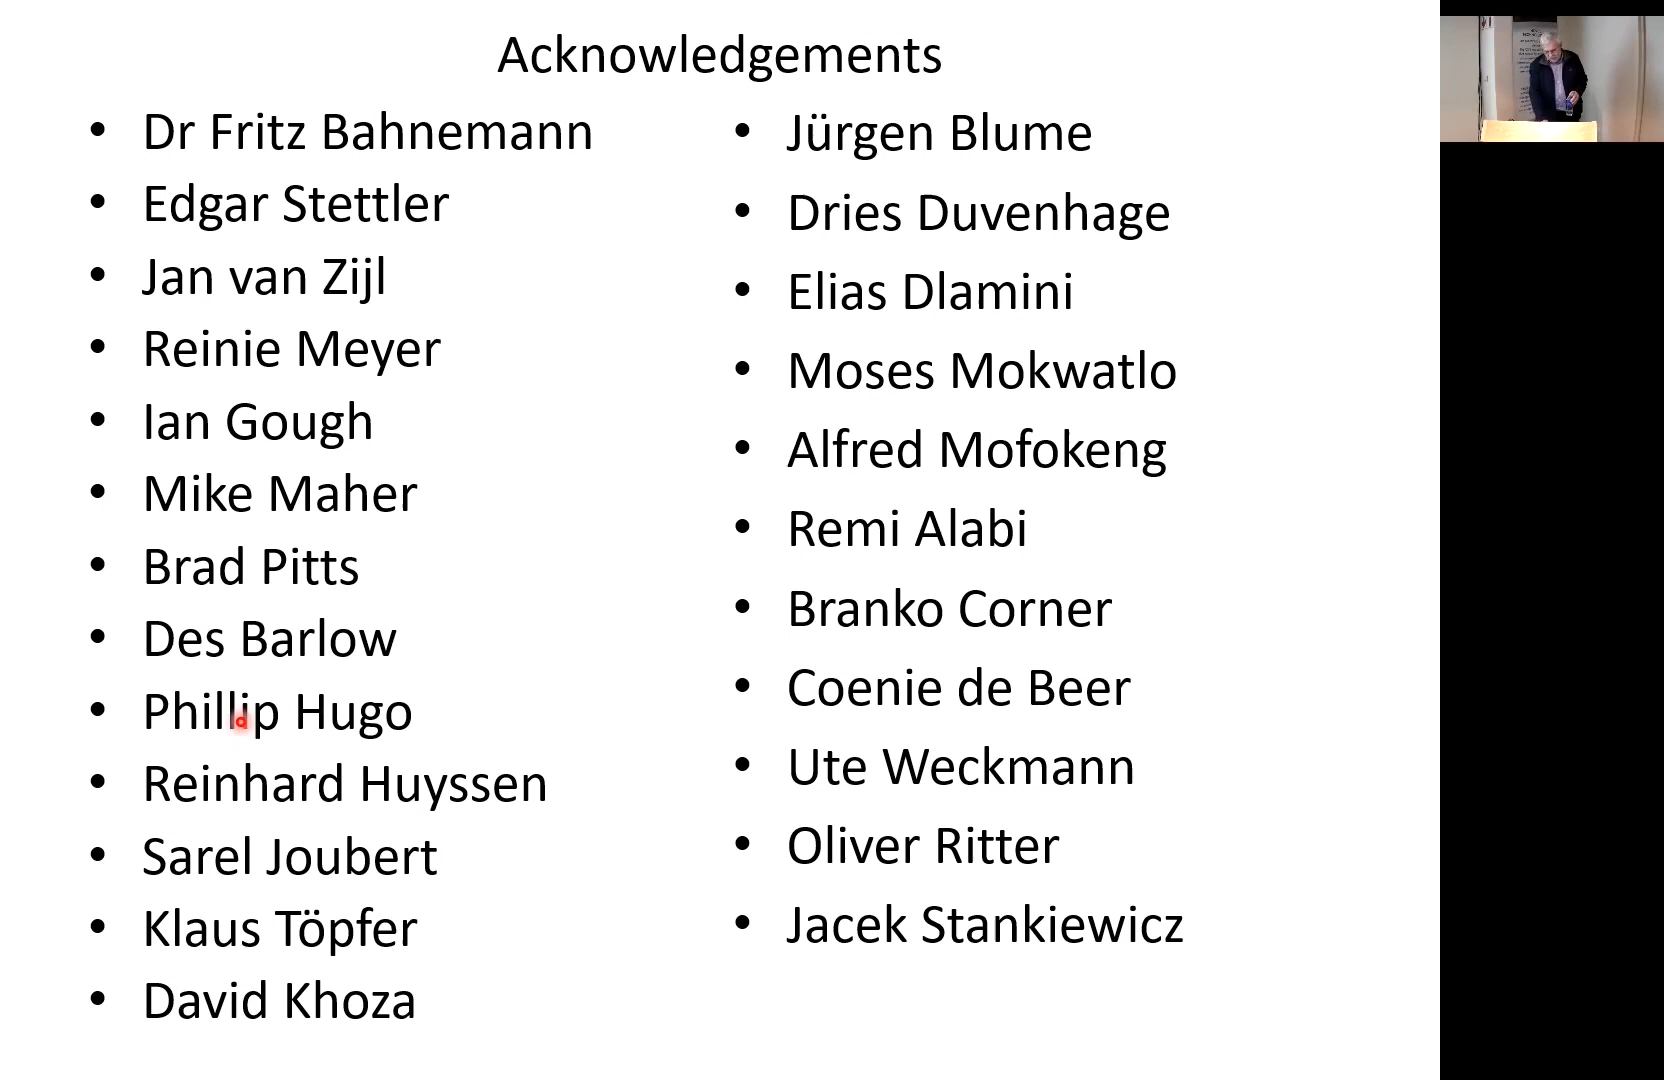 Acknowledgements
• Dr Fritz Bahnemann
• Edgar Stettler
• Jan van Zijl
• Reinie Meyer
• Ian Gough
• Mike Maher
• Brad Pitts
• Des Barlow
• Phillip Hugo
• Reinhard Huyssen
• Sarel Joubert
• Klaus Töpfer
• David Khoza
• Jürgen Blume
• Dries Duvenhage
• Elias Dlamini
• Moses Mokwatlo
• Alfred Mofokeng
• Remi Alabi
• Branko Corner
• Coenie de Beer
• Ute Weckmann
• Oliver Ritter
• Jacek Stankiewicz